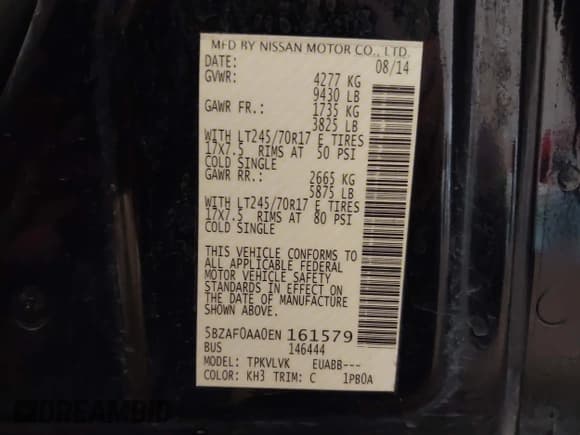 MFD BY NISSAN MOTOR CO., LTD.
DATE: 08/14
GVWR: 4277 KG
9430 LB
GAWR FR.: 1735 KG
3825 LB
WITH LT245/70R17 E TIRES
17X7.5 RIMS AT 50 PSI
COLD SINGLE
GAWR RR.: 2665 KG
5875 LB
WITH LT245/70R17 E TIRES
17X7.5 RIMS AT 80 PSI
COLD SINGLE
THIS VEHICLE CONFORMS TO
ALL APPLICABLE FEDERAL
MOTOR VEHICLE SAFETY
STANDARDS IN EFFECT ON
THE DATE OF MANUFACTURE
SHOWN ABOVE.
5BZAF0AA0EN161579
BUS 146444
MODEL: TPKVLVK EUABB---
COLOR: KH3 TRIM: C 1PB0A
DREAMBID